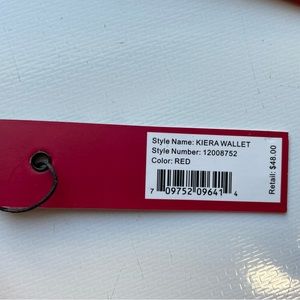 Style Name: KIERA WALLET
Style Number: 12008752
Color: RED
7 09752 09641 4
Retail: $48.00